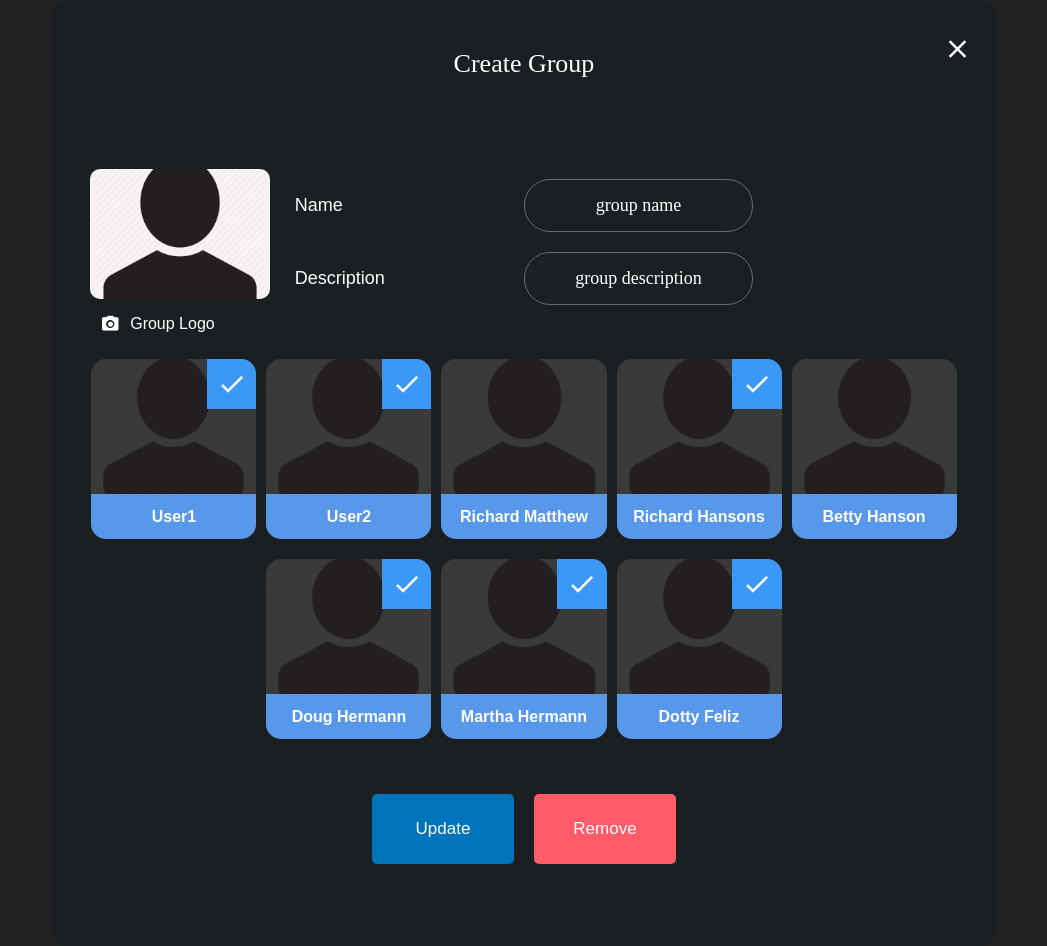 Create Group
Name
group name
Description
group description
Group Logo
User1
User2
Richard Matthew
Richard Hansons
Betty Hanson
Doug Hermann
Martha Hermann
Dotty Feliz
Update
Remove